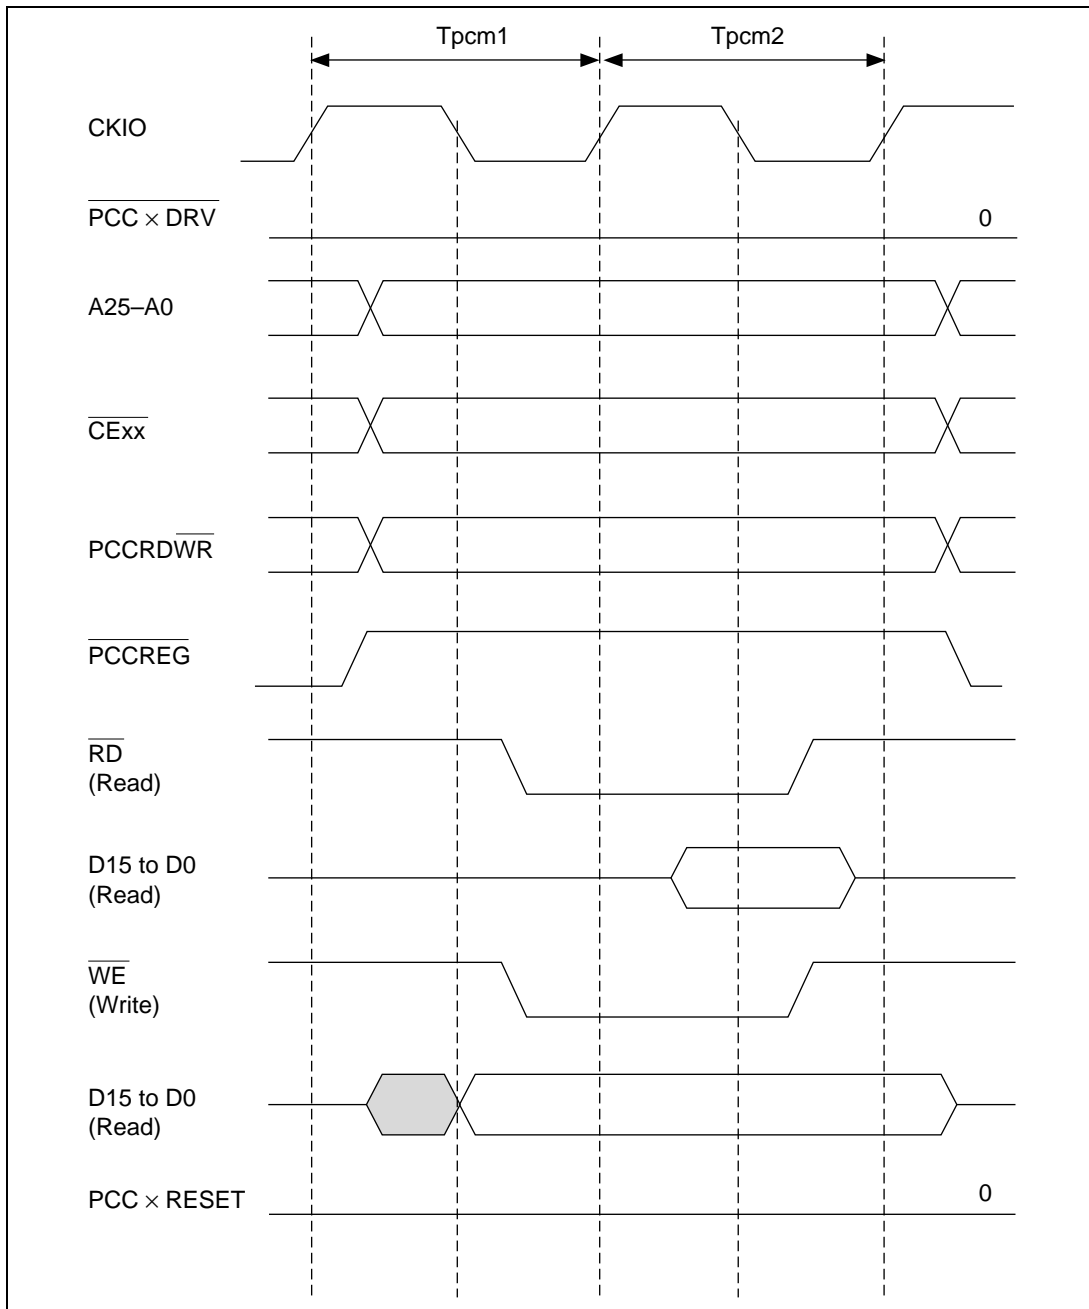 Tpcm1 Tpcm2
CKIO
PCC × DRV 0
A25–A0
CExx
PCCRDWR
PCCREG
RD
(Read)
D15 to D0
(Read)
WE
(Write)
D15 to D0
(Read)
PCC × RESET 0